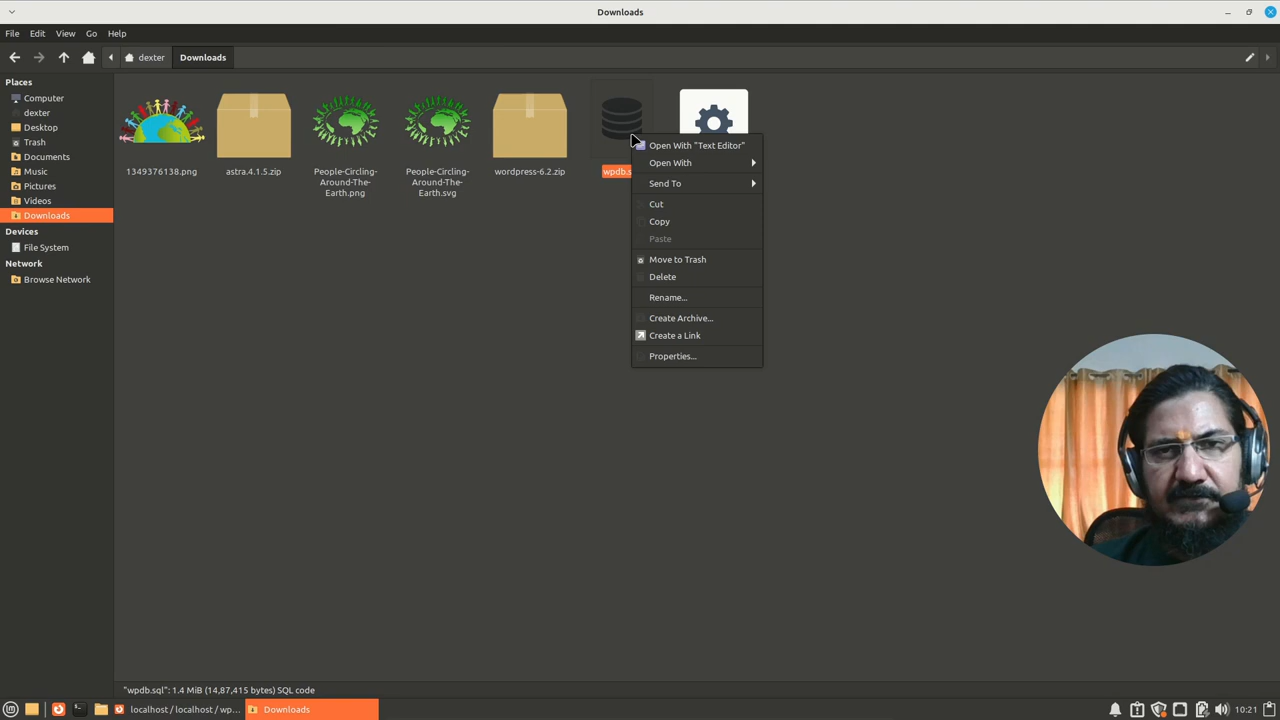 Downloads
File Edit View Go Help
dexter Downloads
Places
Computer
dexter
Desktop
Trash
Documents
Music
Pictures
Videos
Downloads
Devices
File System
Network
Browse Network
1349376138.png
astra.4.1.5.zip
People-Circling-
Around-The-
Earth.png
People-Circling-
Around-The-
Earth.svg
wordpress-6.2.zip
wpdb.s
Open With "Text Editor"
Open With
Send To
Cut
Copy
Paste
Move to Trash
Delete
Rename...
Create Archive...
Create a Link
Properties...
"wpdb.sql": 1.4 MiB (14,87,415 bytes) SQL code
localhost / localhost / wp...
Downloads
10:21